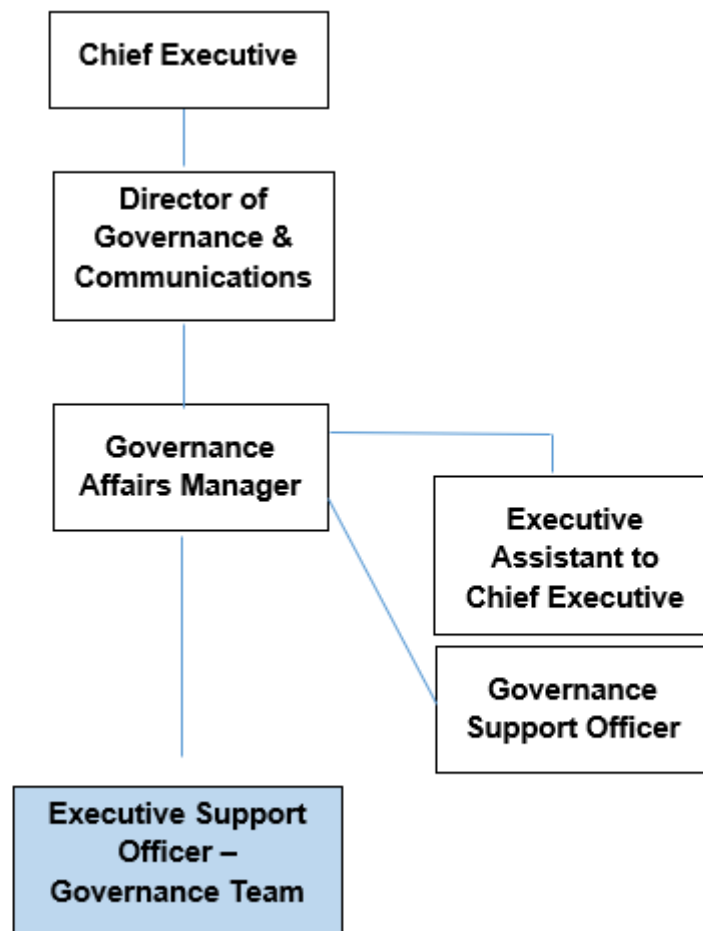 Chief Executive
Director of
Governance &
Communications
Governance
Affairs Manager
Executive
Assistant to
Chief Executive
Governance
Support Officer
Executive Support
Officer –
Governance Team